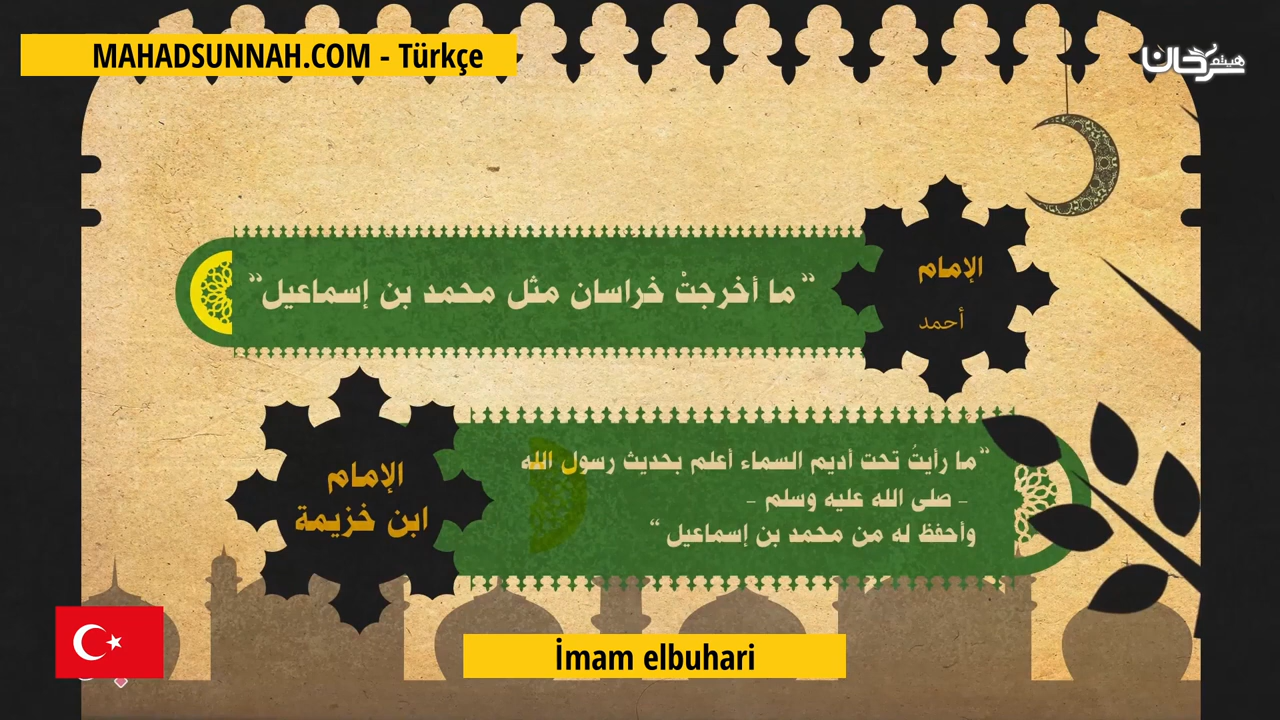 MAHADSUNNAH.COM - Türkçe
هيثم سرحان
الإمام
أحمد
”ما أخرجتْ خراسان مثل محمد بن إسماعيل“
الإمام
ابن خزيمة
”ما رأيتُ تحت أديم السماء أعلم بحديث رسول الله
- صلى الله عليه وسلم -
وأحفظ له من محمد بن إسماعيل “
İmam elbuhari